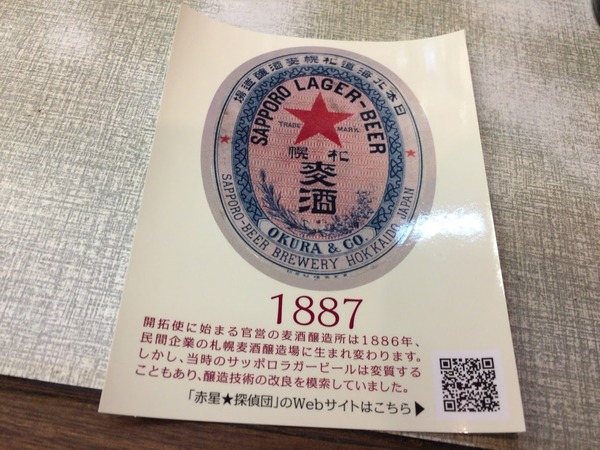 日本北海道札幌麦酒醸造場
SAPPORO LAGER-BEER
TRADE MARK
札幌
麦酒
OKURA & CO.
SAPPORO-BEER BREWERY HOKKAIDO JAPAN
1887
開拓使に始まる官営の麦酒醸造所は1886年、
民間企業の札幌麦酒醸造場に生まれ変わります。
しかし、当時のサッポロラガービールは変質する
こともあり、醸造技術の改良を模索していました。
「赤星★探偵団」のWebサイトはこちら▶